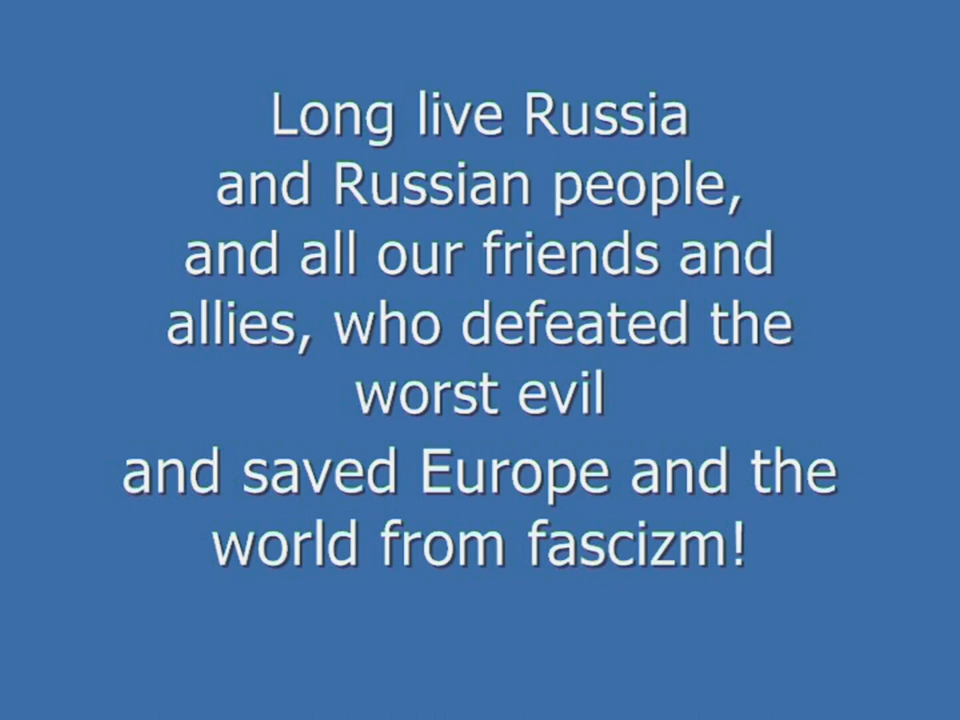 Long live Russia
and Russian people,
and all our friends and
allies, who defeated the
worst evil
and saved Europe and the
world from fascizm!